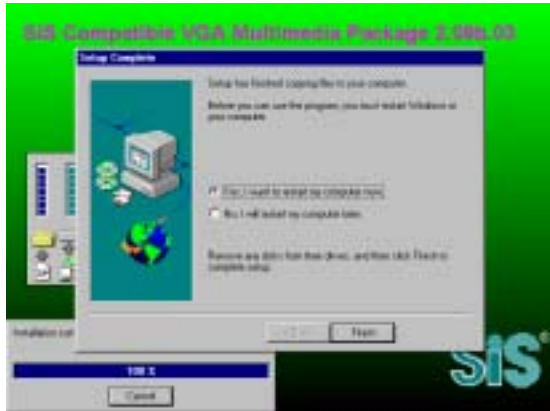 SiS Compatible VGA Multimedia Package 2.08b.03
Setup Complete
Setup has finished copying files to your computer.
Before you can use the program, you must restart Windows or
your computer.
Yes, I want to restart my computer now.
No, I will restart my computer later.
Remove any disks from their drives, and then click Finish to
complete setup.
Finish
100 %
Cancel
SiS